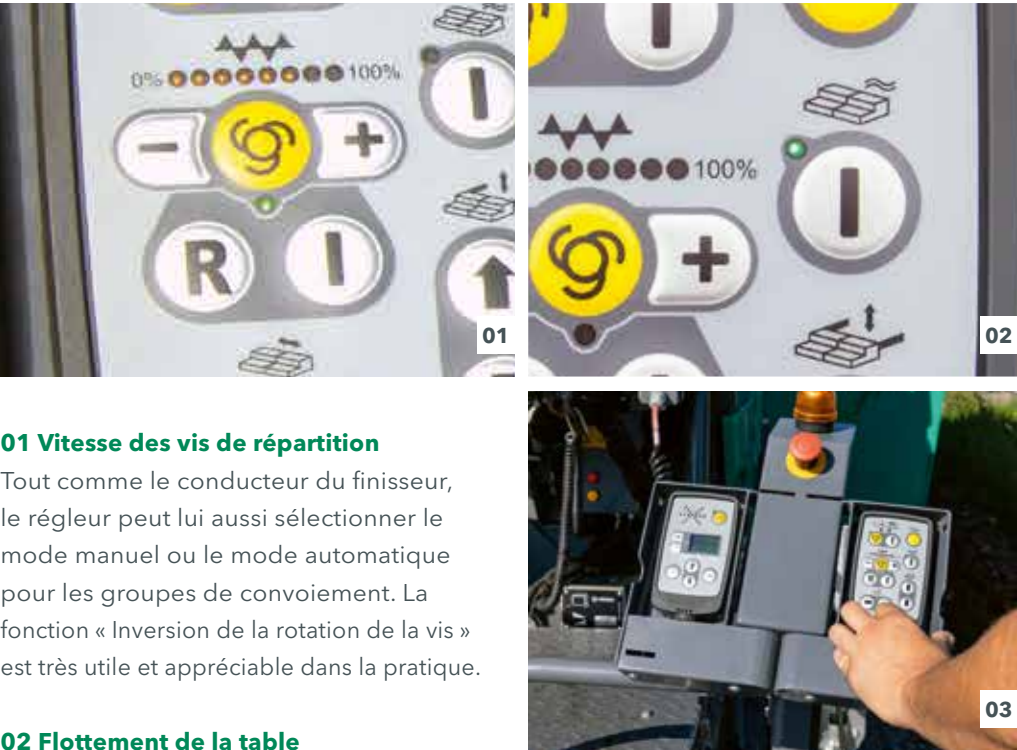 0% 100%
- +
R I
I
01
I
100%
+
I
02
01 Vitesse des vis de répartition
Tout comme le conducteur du finisseur,
le régleur peut lui aussi sélectionner le
mode manuel ou le mode automatique
pour les groupes de convoiement. La
fonction « Inversion de la rotation de la vis »
est très utile et appréciable dans la pratique.
02 Flottement de la table
03